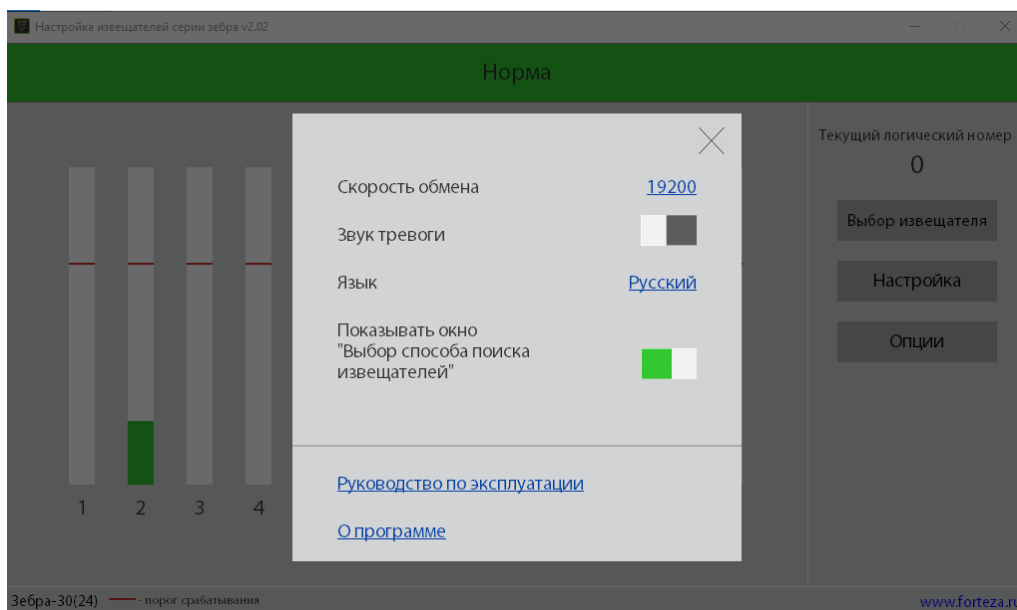 Настройка извещателей серии зебра v2.02
Норма
Скорость обмена 19200
Звук тревоги
Язык Русский
Показывать окно
"Выбор способа поиска
извещателей"
Руководство по эксплуатации
О программе
Текущий логический номер
0
Выбор извещателя
Настройка
Опции
1 2 3 4
Зебра-30(24) - порог срабатывания
www.forteza.ru